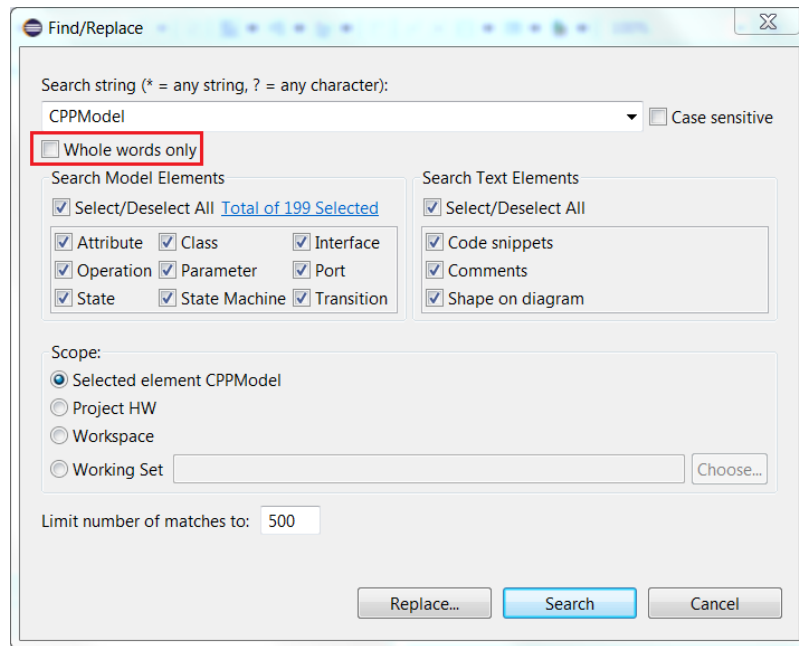 Find/Replace
Search string (* = any string, ? = any character):
CPPModel
Case sensitive
Whole words only
Search Model Elements
Select/Deselect All Total of 199 Selected
Attribute Class Interface
Operation Parameter Port
State State Machine Transition
Search Text Elements
Select/Deselect All
Code snippets
Comments
Shape on diagram
Scope:
Selected element CPPModel
Project HW
Workspace
Working Set Choose...
Limit number of matches to: 500
Replace... Search Cancel